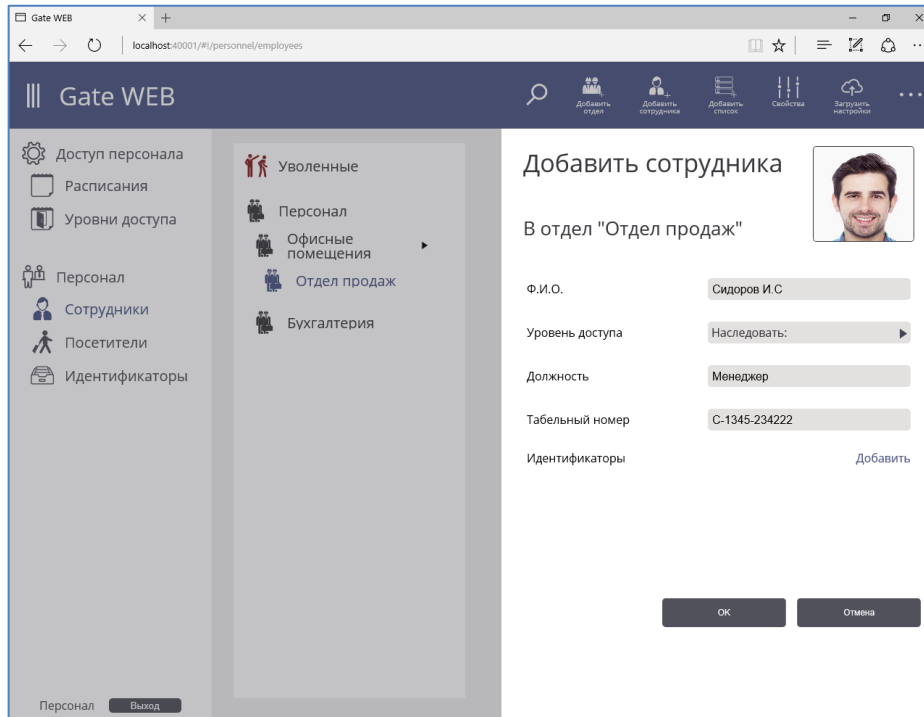 Gate WEB
localhost:40001/#!/personnel/employees
Gate WEB
Добавить отдел
Добавить сотрудника
Добавить список
Свойства
Загрузить настройки
Доступ персонала
Расписания
Уровни доступа
Персонал
Сотрудники
Посетители
Идентификаторы
Уволенные
Персонал
Офисные
помещения
Отдел продаж
Бухгалтерия
Добавить сотрудника
В отдел "Отдел продаж"
Ф.И.О. Сидоров И.С
Уровень доступа Наследовать:
Должность Менеджер
Табельный номер С-1345-234222
Идентификаторы Добавить
ОК Отмена
Персонал Выход